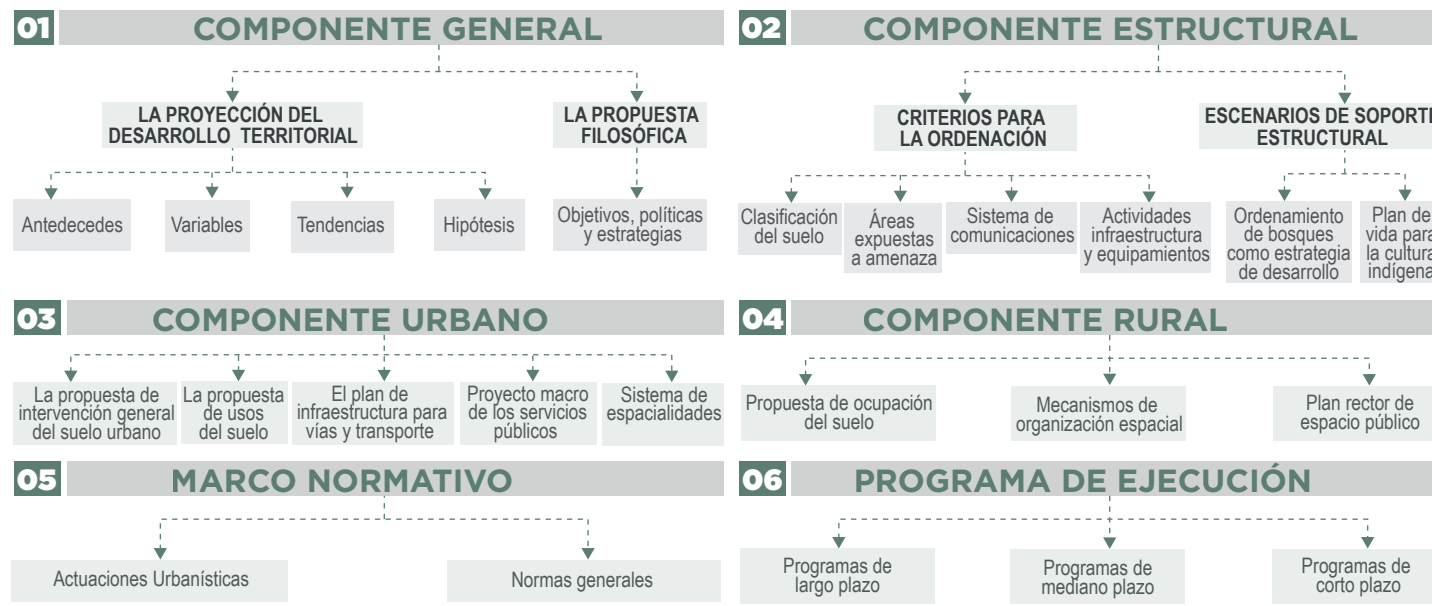 01 COMPONENTE GENERAL
LA PROYECCIÓN DEL
DESARROLLO TERRITORIAL
LA PROPUESTA
FILOSÓFICA
Antedecedes
Variables
Tendencias
Hipótesis
Objetivos, políticas
y estrategias
02 COMPONENTE ESTRUCTURAL
CRITERIOS PARA
LA ORDENACIÓN
ESCENARIOS DE SOPORTE
ESTRUCTURAL
Clasificación
del suelo
Áreas
expuestas
a amenaza
Sistema de
comunicaciones
Actividades
infraestructura
y equipamientos
Ordenamiento
de bosques
como estrategia
de desarrollo
Plan de
vida para
la cultura
indígena
03 COMPONENTE URBANO
La propuesta de
intervención general
del suelo urbano
La propuesta
de usos
del suelo
El plan de
infraestructura para
vías y transporte
Proyecto macro
de los servicios
públicos
Sistema de
espacialidades
04 COMPONENTE RURAL
Propuesta de ocupación
del suelo
Mecanismos de
organización espacial
Plan rector de
espacio público
05 MARCO NORMATIVO
Actuaciones Urbanísticas
Normas generales
06 PROGRAMA DE EJECUCIÓN
Programas de
largo plazo
Programas de
mediano plazo
Programas de
corto plazo